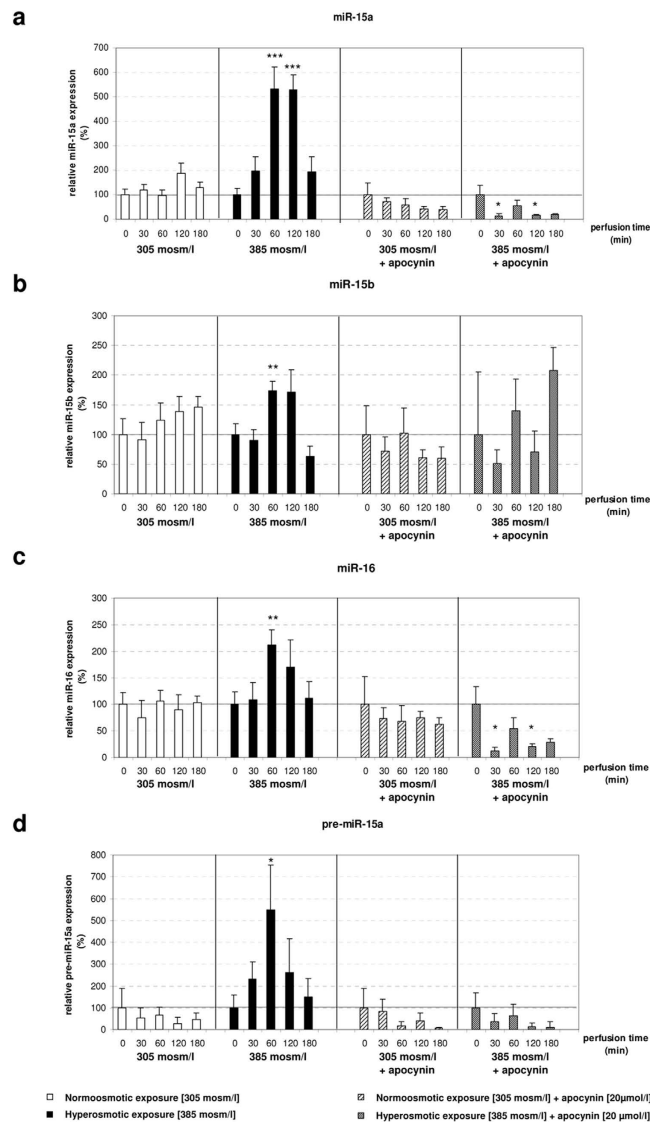 a
miR-15a
relative miR-15a expression
(%)
700
600
500
400
300
200
100
0
***
***
*
*
0 30 60 120 180 0 30 60 120 180 0 30 60 120 180 0 30 60 120 180
perfusion time
(min)
305 mosm/l 385 mosm/l 305 mosm/l 385 mosm/l
+ apocynin + apocynin
b
miR-15b
relative miR-15b expression
(%)
300
250
200
150
100
50
0
**
0 30 60 120 180 0 30 60 120 180 0 30 60 120 180 0 30 60 120 180
perfusion time
(min)
305 mosm/l 385 mosm/l 305 mosm/l 385 mosm/l
+ apocynin + apocynin
c
miR-16
relative miR-16 expression
(%)
300
250
200
150
100
50
0
**
*
*
0 30 60 120 180 0 30 60 120 180 0 30 60 120 180 0 30 60 120 180
perfusion time
(min)
305 mosm/l 385 mosm/l 305 mosm/l 385 mosm/l
+ apocynin + apocynin
d
pre-miR-15a
relative pre-miR-15a expression
(%)
800
700
600
500
400
300
200
100
0
*
0 30 60 120 180 0 30 60 120 180 0 30 60 120 180 0 30 60 120 180
perfusion time
(min)
305 mosm/l 385 mosm/l 305 mosm/l 385 mosm/l
+ apocynin + apocynin
Normoosmotic exposure [305 mosm/l] Normoosmotic exposure [305 mosm/l] + apocynin [20µmol/l]
Hyperosmotic exposure [385 mosm/l] Hyperosmotic exposure [385 mosm/l] + apocynin [20 µmol/l]